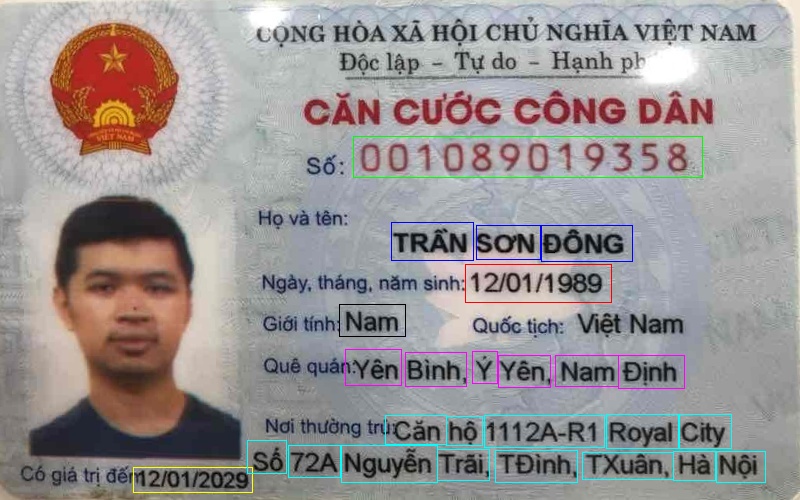 CỘNG HÒA XÃ HỘI CHỦ NGHĨA VIỆT NAM
Độc lập - Tự do - Hạnh
VIỆT NAM
CĂN CƯỚC CÔNG DÂN
Số: 001089019358
Họ và tên:
TRẦN SƠN ĐÔNG
Ngày, tháng, năm sinh: 12/01/1989
Giới tính: Nam Quốc tịch: Việt Nam
Quê quán: Yên Bình, Ý Yên, Nam Định
Nơi thường trú: Căn hộ 1112A-R1 Royal City
Số 72A Nguyễn Trãi, TĐình, TXuân, Hà Nội
Có giá trị đến 12/01/2029